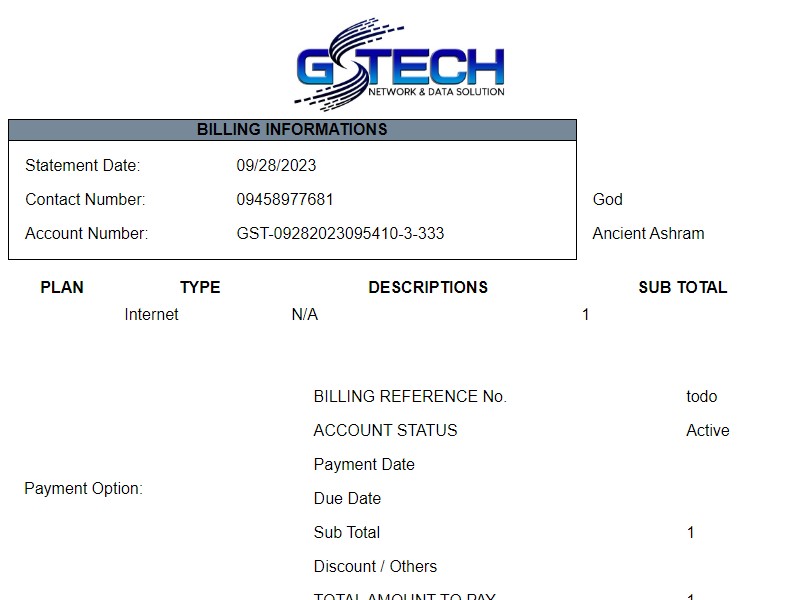 GSTECH
NETWORK & DATA SOLUTION
BILLING INFORMATIONS
Statement Date: 09/28/2023
Contact Number: 09458977681 God
Account Number: GST-09282023095410-3-333 Ancient Ashram
PLAN TYPE DESCRIPTIONS SUB TOTAL
Internet N/A 1
BILLING REFERENCE No. todo
ACCOUNT STATUS Active
Payment Date
Payment Option:
Due Date
Sub Total 1
Discount / Others
TOTAL AMOUNT TO PAY 1